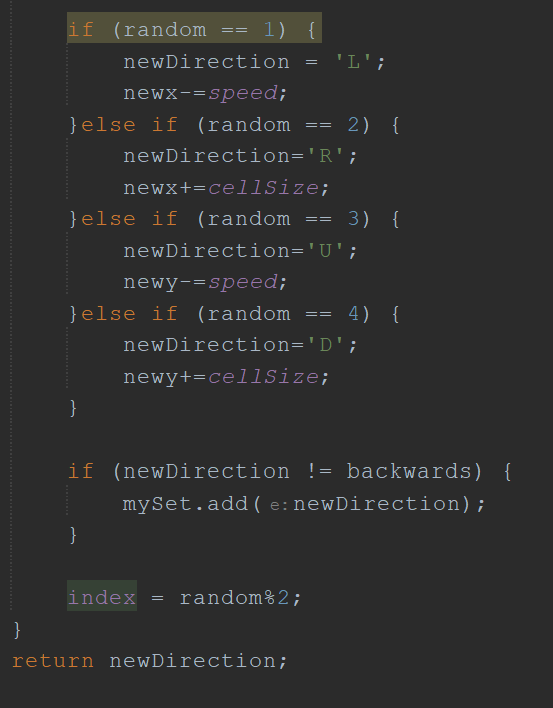 if (random == 1) {
newDirection = 'L';
newx-=speed;
}else if (random == 2) {
newDirection='R';
newx+=cellSize;
}else if (random == 3) {
newDirection='U';
newy-=speed;
}else if (random == 4) {
newDirection='D';
newy+=cellSize;
}
if (newDirection != backwards) {
mySet.add( e: newDirection);
}
index = random%2;
}
return newDirection;